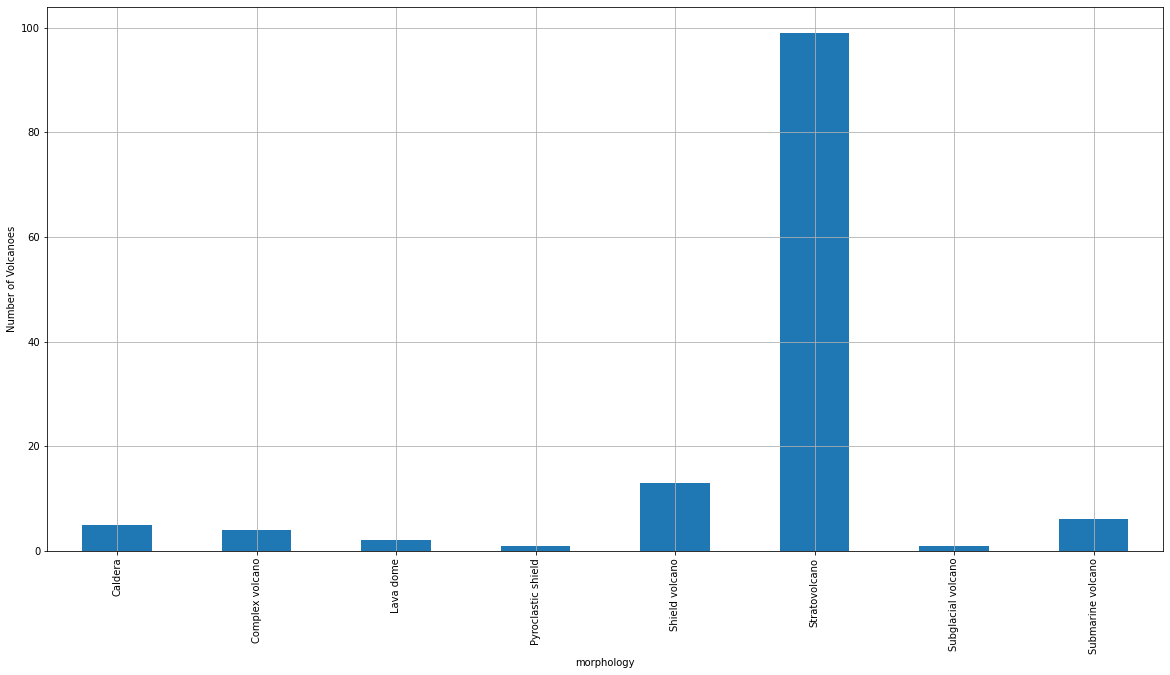 100
80
60
40
20
0
Number of Volcanoes
Caldera
Complex volcano
Lava dome
Pyroclastic shield
Shield volcano
Stratovolcano
Subglacial volcano
Submarine volcano
morphology